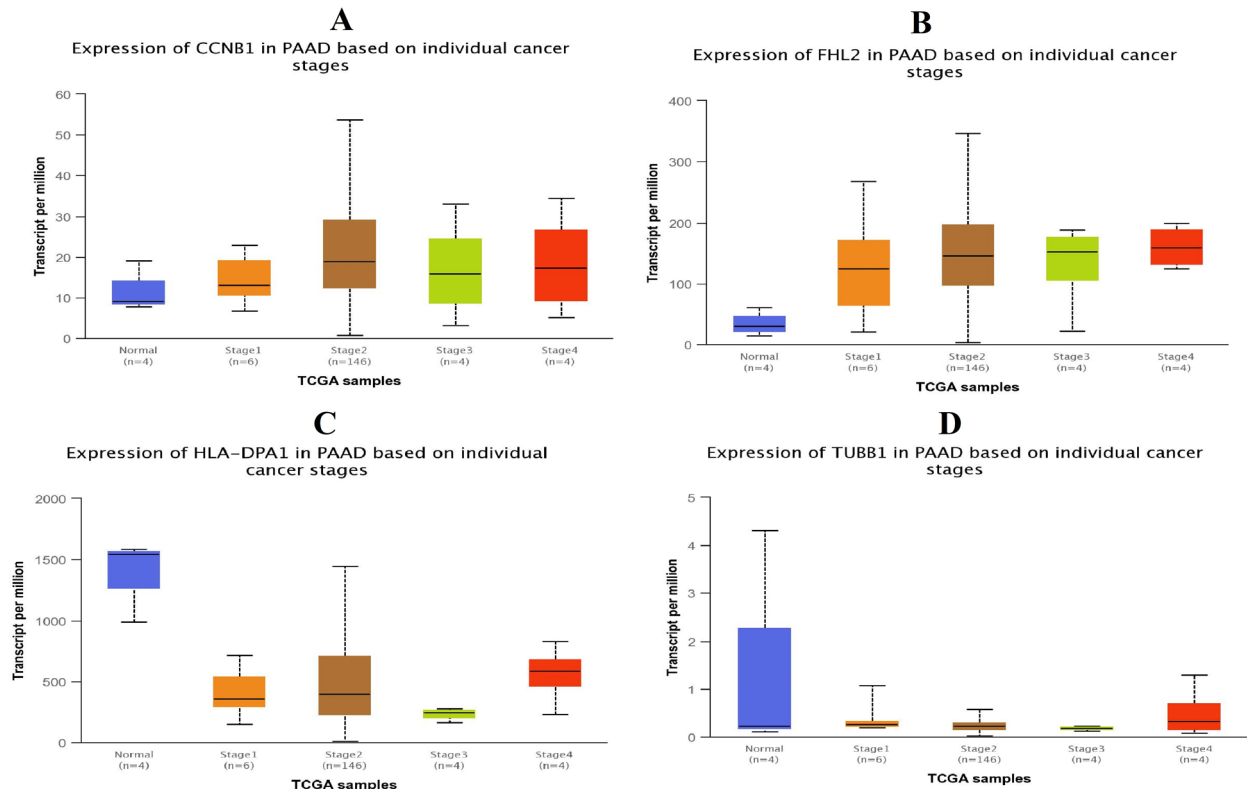 A
Expression of CCNB1 in PAAD based on individual cancer
stages
Transcript per million
60
50
40
30
20
10
0
Normal
(n=4)
Stage1
(n=6)
Stage2
(n=146)
Stage3
(n=4)
Stage4
(n=4)
TCGA samples
B
Expression of FHL2 in PAAD based on individual cancer
stages
Transcript per million
400
300
200
100
0
Normal
(n=4)
Stage1
(n=6)
Stage2
(n=146)
Stage3
(n=4)
Stage4
(n=4)
TCGA samples
C
Expression of HLA-DPA1 in PAAD based on individual
cancer stages
Transcript per million
2000
1500
1000
500
0
Normal
(n=4)
Stage1
(n=6)
Stage2
(n=146)
Stage3
(n=4)
Stage4
(n=4)
TCGA samples
D
Expression of TUBB1 in PAAD based on individual cancer
stages
Transcript per million
5
4
3
2
1
0
Normal
(n=4)
Stage1
(n=6)
Stage2
(n=146)
Stage3
(n=4)
Stage4
(n=4)
TCGA samples